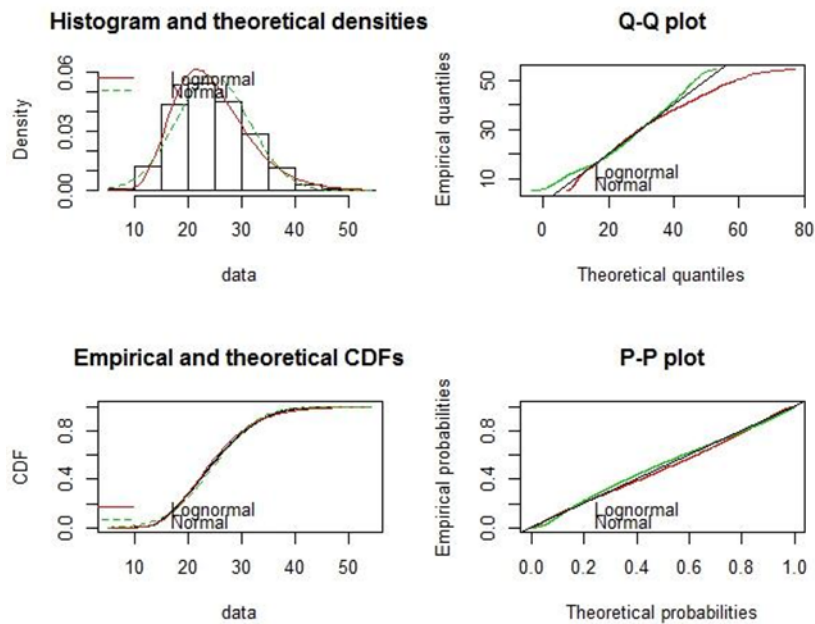 Histogram and theoretical densities
Density
0.00
0.03
0.06
Lognormal
Normal
10
20
30
40
50
data
Q-Q plot
Empirical quantiles
10
30
50
Lognormal
Normal
0
20
40
60
80
Theoretical quantiles
Empirical and theoretical CDFs
CDF
0.0
0.4
0.8
Lognormal
Normal
10
20
30
40
50
data
P-P plot
Empirical probabilities
0.0
0.4
0.8
Lognormal
Normal
0.0
0.2
0.4
0.6
0.8
1.0
Theoretical probabilities